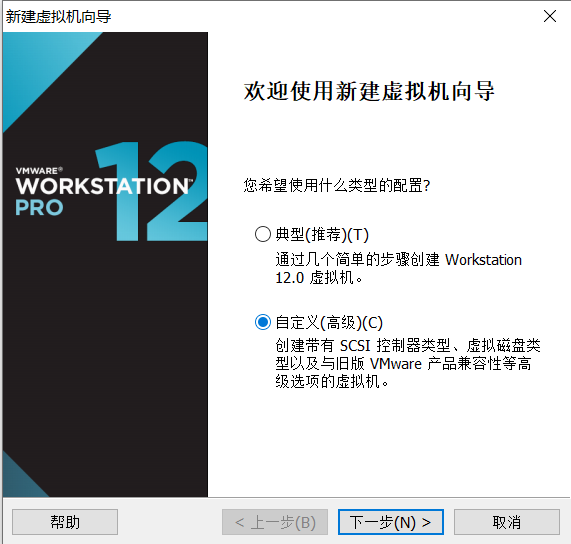 新建虚拟机向导
VMWARE®
WORKSTATION™
PRO
12
欢迎使用新建虚拟机向导
您希望使用什么类型的配置?
典型(推荐)(T)
通过几个简单的步骤创建 Workstation
12.0 虚拟机。
自定义(高级)(C)
创建带有 SCSI 控制器类型、虚拟磁盘类
型以及与旧版 VMware 产品兼容性等高
级选项的虚拟机。
帮助
< 上一步(B)
下一步(N) >
取消